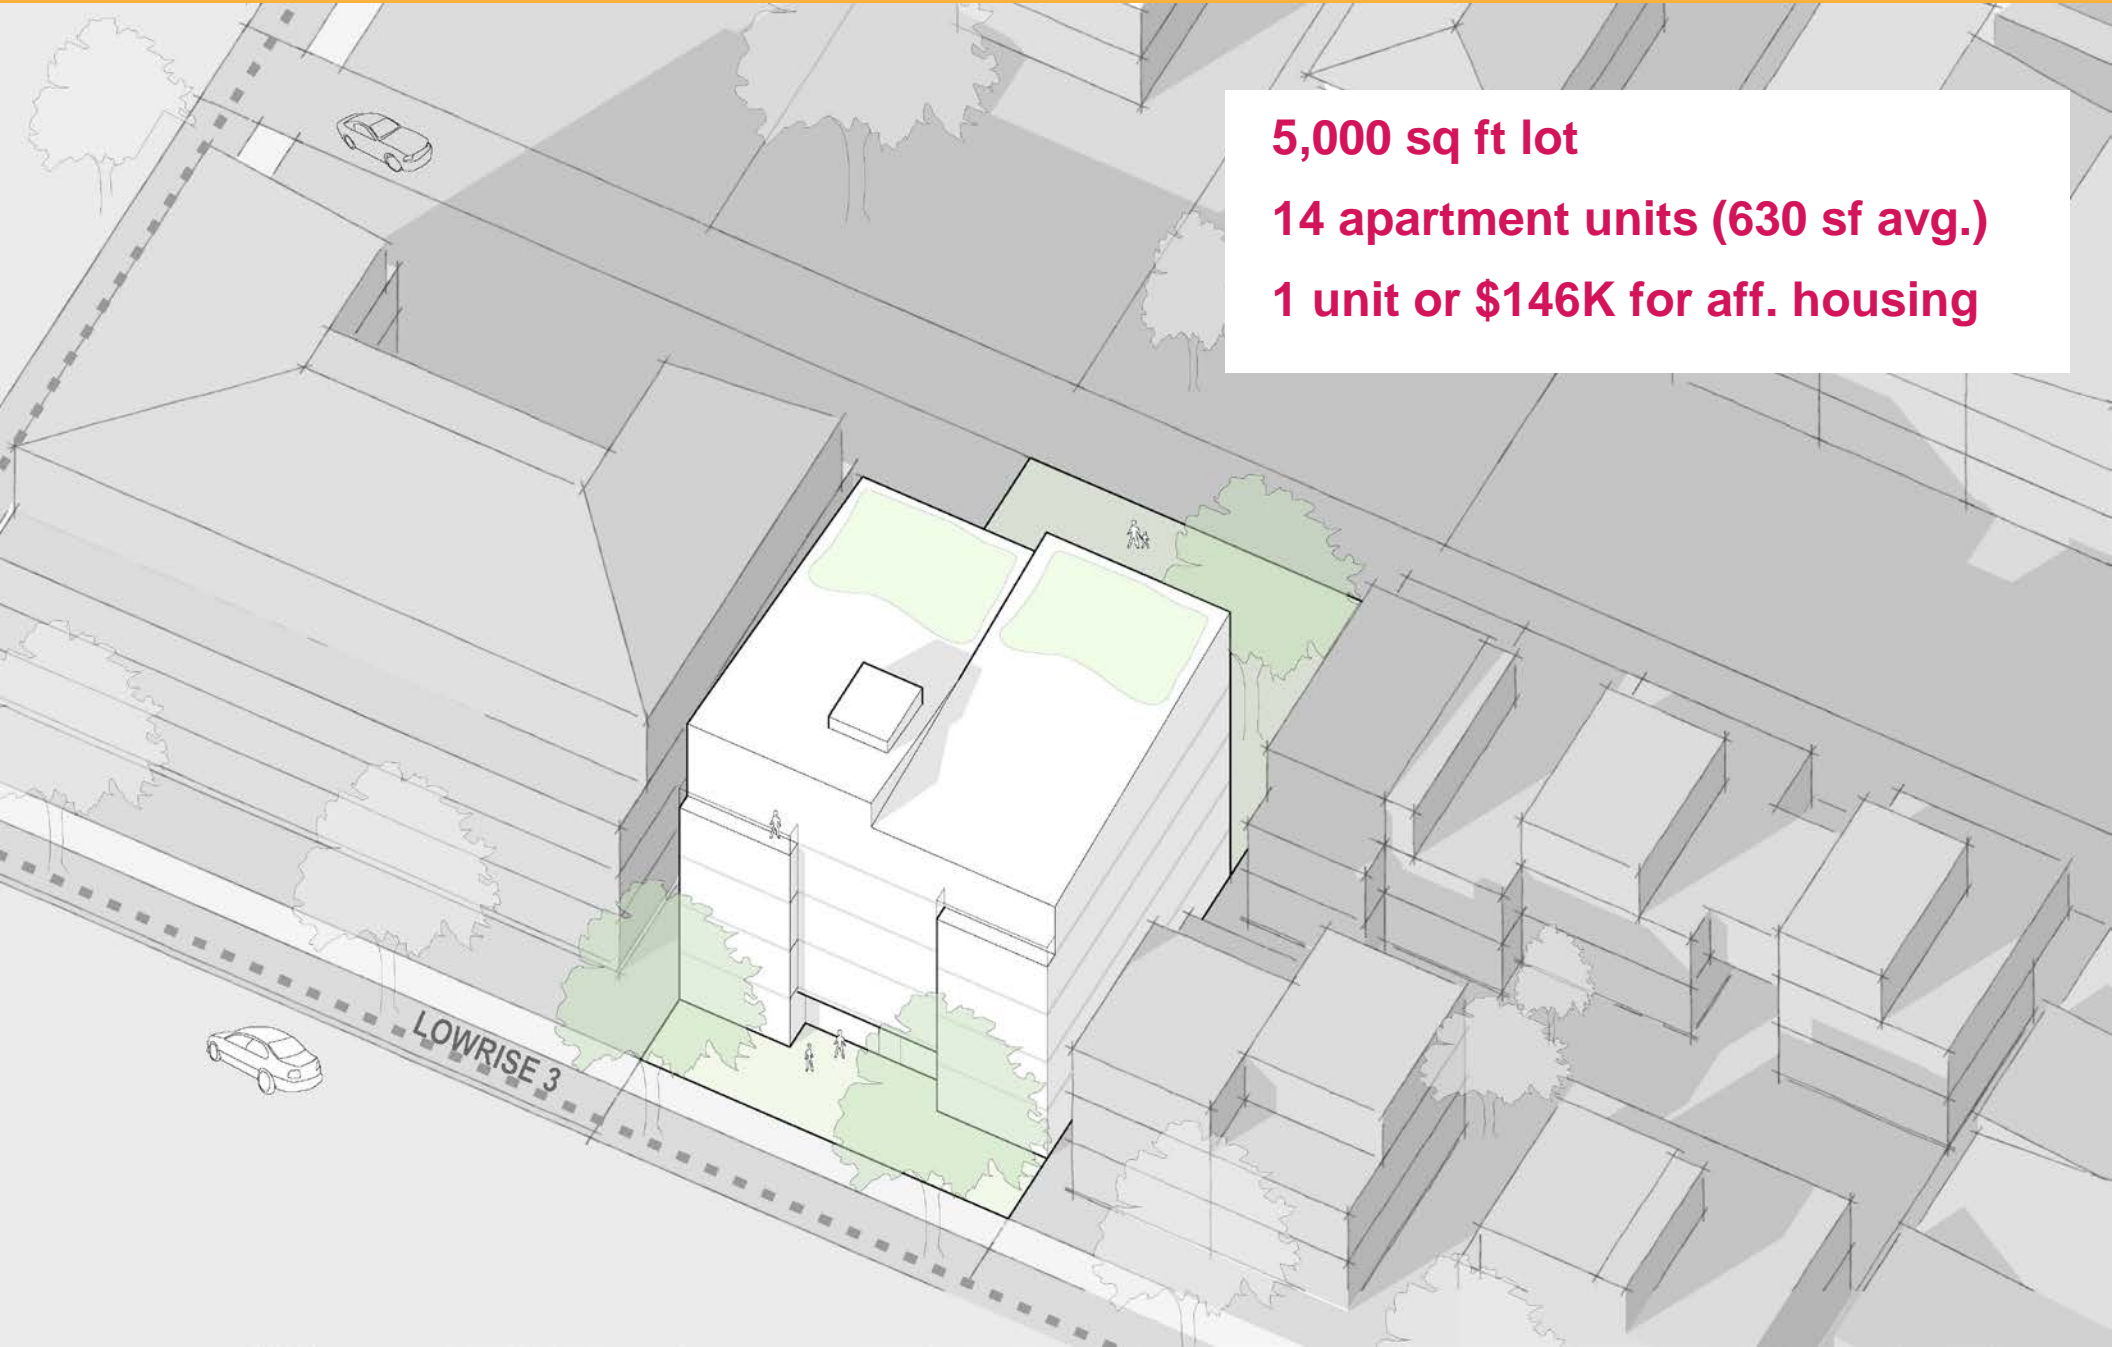 5,000 sq ft lot
14 apartment units (630 sf avg.)
1 unit or $146K for aff. housing
LOWRISE 3